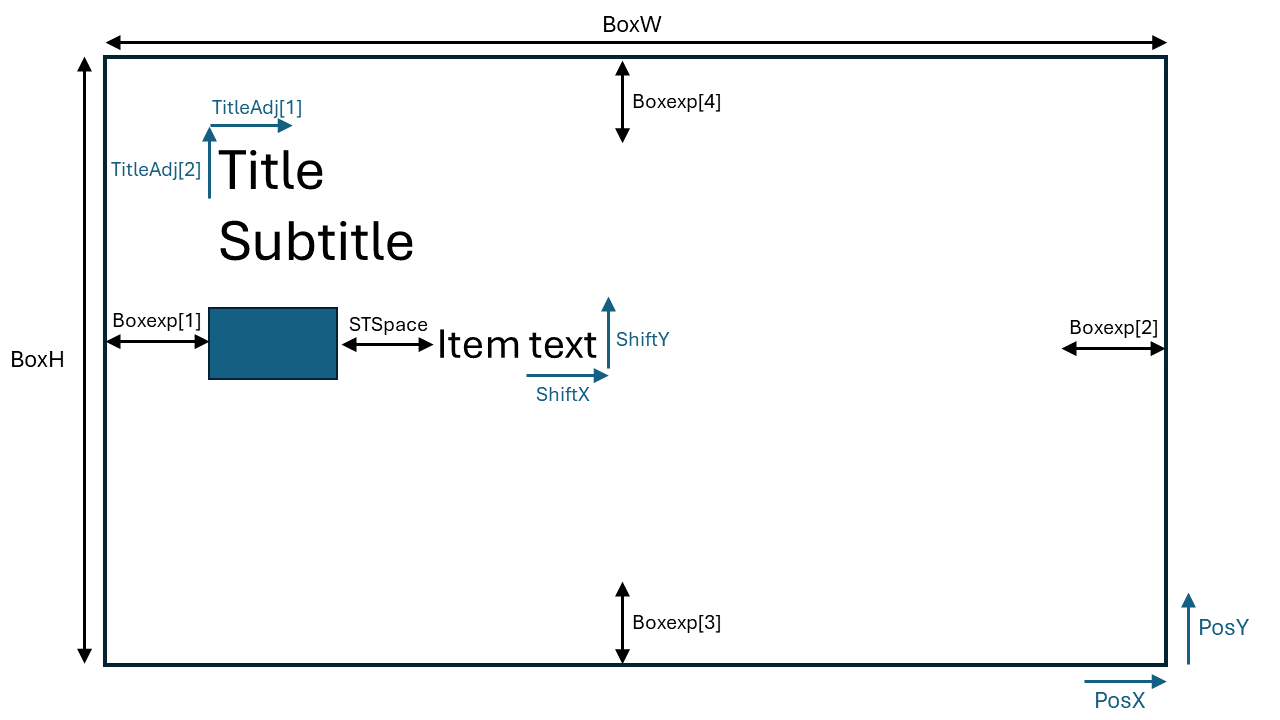 BoxW
Boxexp[4]
TitleAdj[1]
TitleAdj[2]
Title
Subtitle
Boxexp[1]
STSpace
Item text
ShiftY
ShiftX
Boxexp[2]
BoxH
Boxexp[3]
PosY
PosX